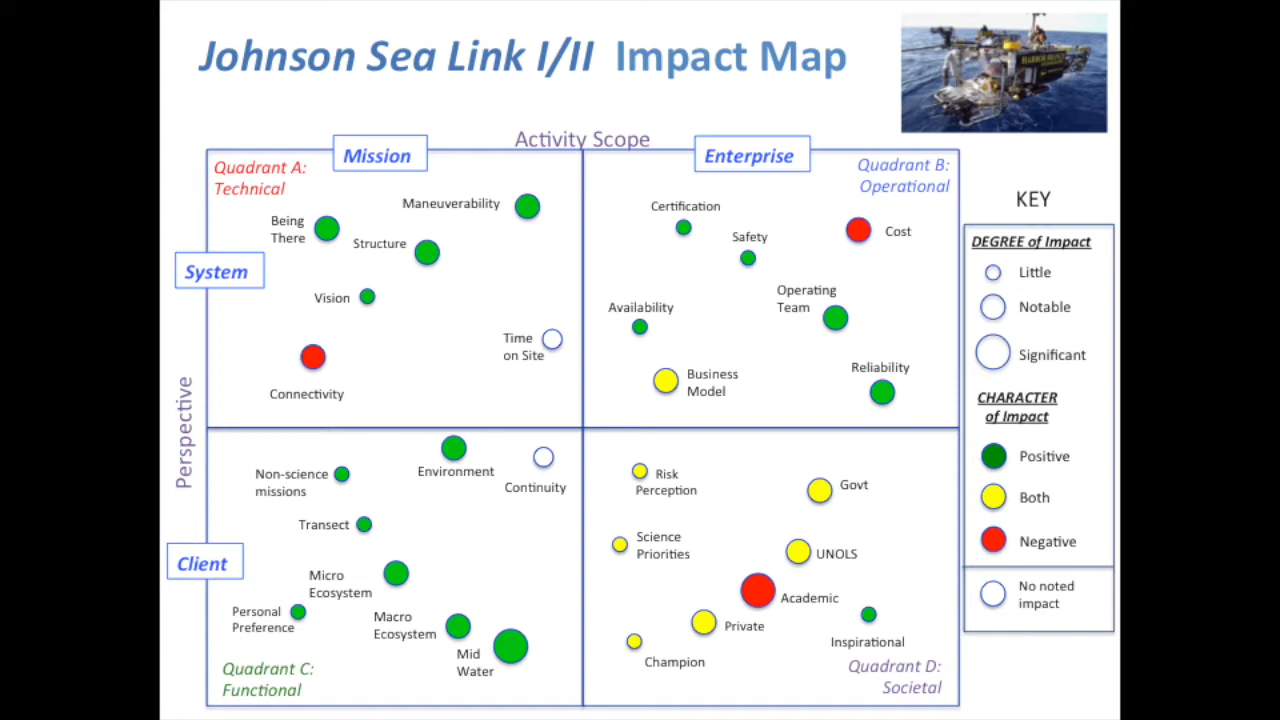 Johnson Sea Link I/II Impact Map
HARBOR BRANCH
Activity Scope
Mission
Enterprise
Quadrant A:
Technical
Maneuverability
Being
There
Structure
Vision
Time
on Site
Connectivity
System
Quadrant B:
Operational
Certification
Safety
Cost
Operating
Team
Availability
Business
Model
Reliability
Perspective
Client
Environment
Continuity
Non-science
missions
Transect
Micro
Ecosystem
Personal
Preference
Macro
Ecosystem
Mid
Water
Quadrant C:
Functional
Risk
Perception
Govt
Science
Priorities
UNOLS
Academic
Private
Inspirational
Champion
Quadrant D:
Societal
KEY
DEGREE of Impact
Little
Notable
Significant
CHARACTER
of Impact
Positive
Both
Negative
No noted
impact